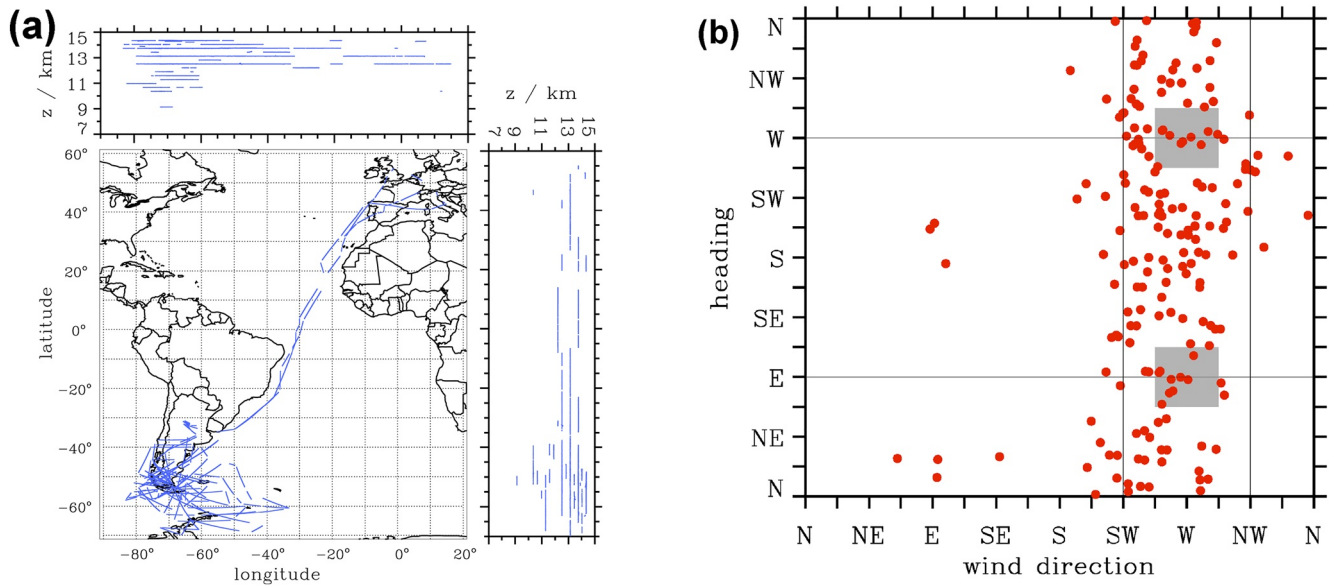 (a)
15
13
11
9
7
z / km
z / km
7
9
11
13
15
60°
40°
20°
0°
−20°
−40°
−60°
latitude
−80° −60° −40° −20° 0° 20°
longitude
(b)
N
NW
W
SW
S
SE
E
NE
N
heading
N NE E SE S SW W NW N
wind direction